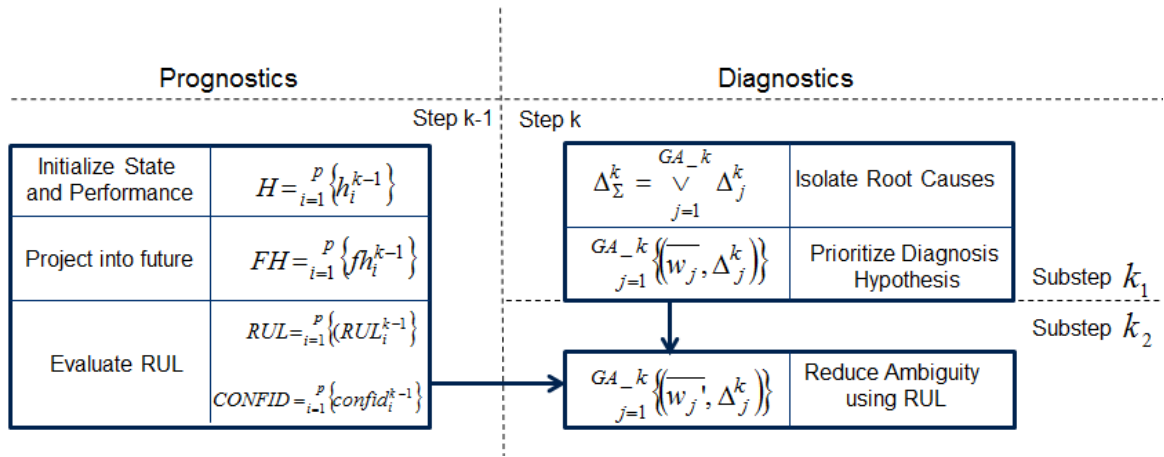 Prognostics
Diagnostics
Step k-1
Step k
Initialize State
and Performance
H = _{i=1}^{p}{h_i^{k-1}}
Project into future
FH = _{i=1}^{p}{fh_i^{k-1}}
Evaluate RUL
RUL = _{i=1}^{p}{(RUL_i^{k-1}}
CONFID = _{i=1}^{p}{confid_i^{k-1}}
Δ_Σ^k = ∨_{j=1}^{GA_k} Δ_j^k
Isolate Root Causes
_{j=1}^{GA_k}{(\overline{w_j}, Δ_j^k)}
Prioritize Diagnosis
Hypothesis
Substep k_1
Substep k_2
_{j=1}^{GA_k}{(\overline{w_j'}, Δ_j^k)}
Reduce Ambiguity
using RUL